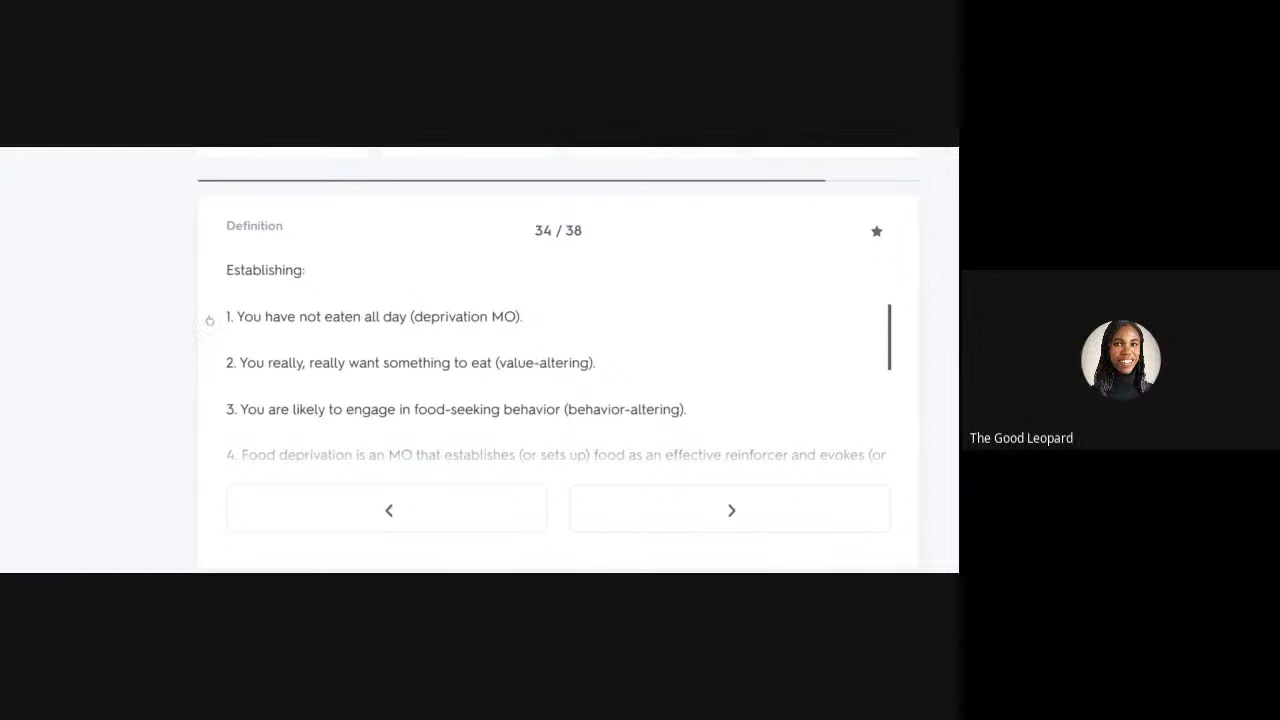 Definition
34 / 38
Establishing:
1. You have not eaten all day (deprivation MO).
2. You really, really want something to eat (value-altering).
3. You are likely to engage in food-seeking behavior (behavior-altering).
4. Food deprivation is an MO that establishes (or sets up) food as an effective reinforcer and evokes (or
The Good Leopard